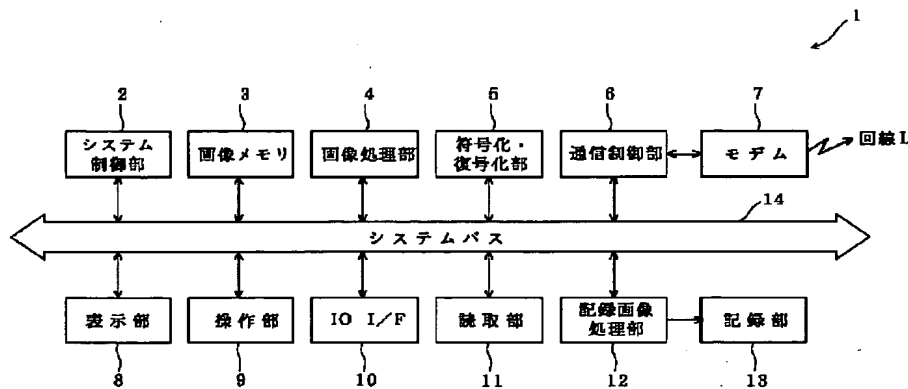 1
2
3
4
5
6
7
システム
制御部
画像メモリ
画像処理部
符号化・
復号化部
通信制御部
モデム
回線L
14
システムバス
表示部
操作部
IO I/F
読取部
記録画像
処理部
記録部
8
9
10
11
12
13